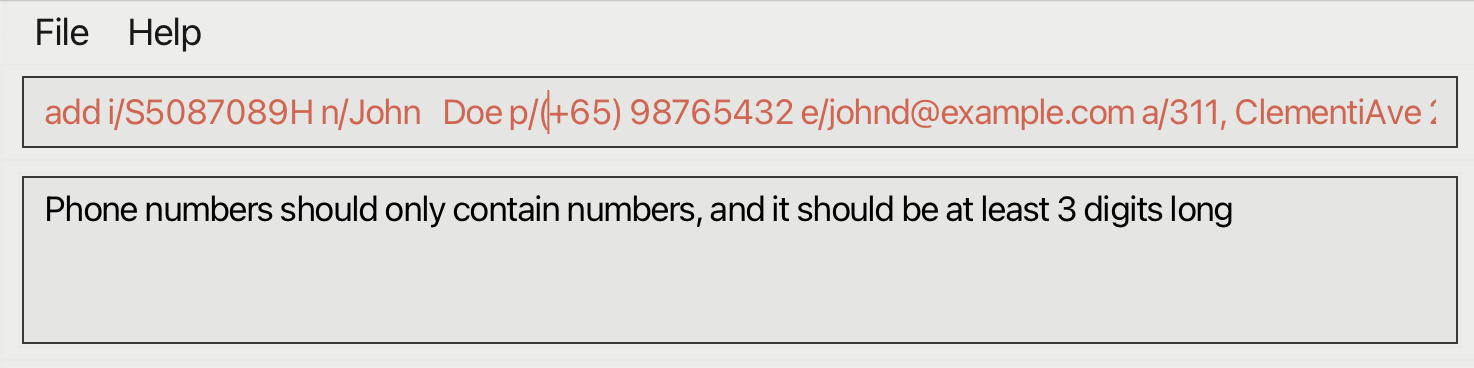 File Help
add i/S5087089H n/John   Doe p/(+65) 98765432 e/johnd@example.com a/311, ClementiAve 2
Phone numbers should only contain numbers, and it should be at least 3 digits long